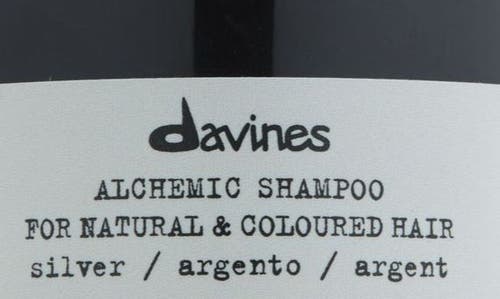 davines
ALCHEMIC SHAMPOO
FOR NATURAL & COLOURED HAIR
silver / argento / argent